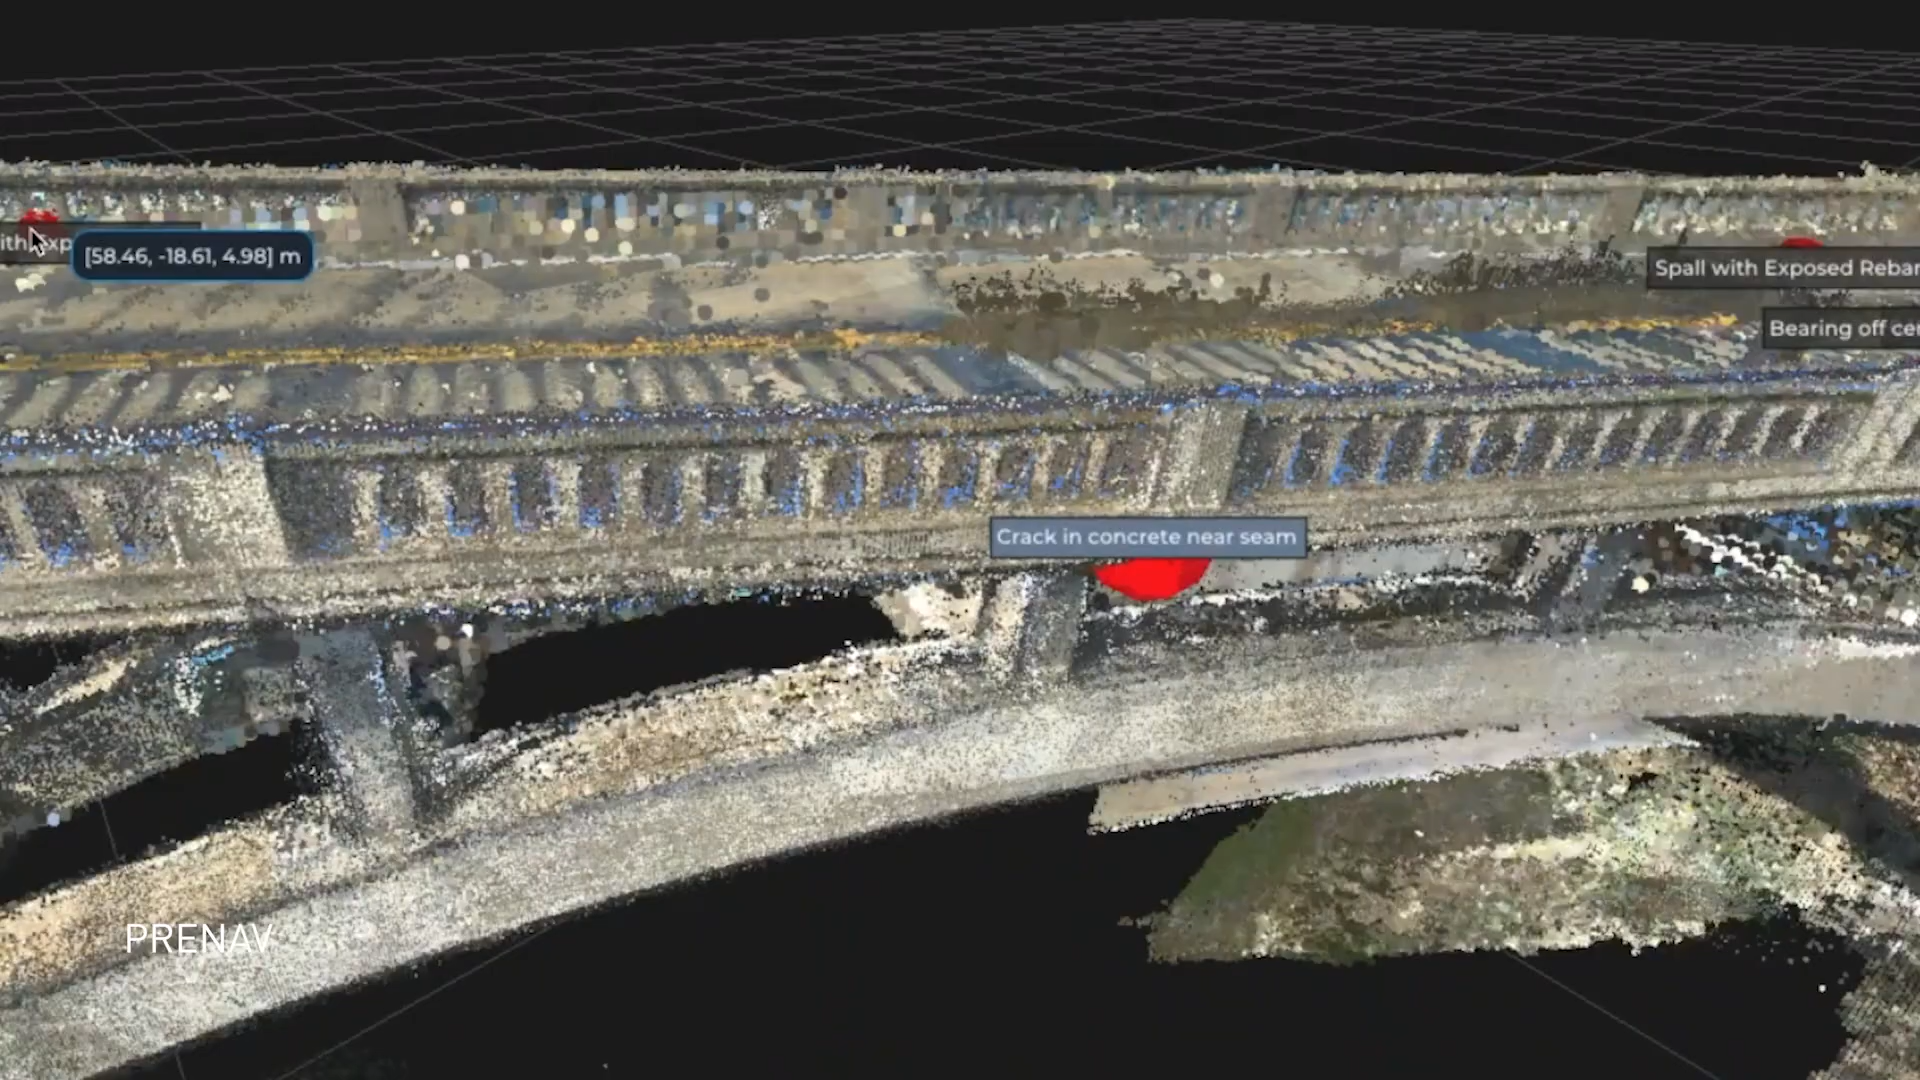 [58.46, -18.61, 4.98] m
Spall with Exposed Rebar
Bearing off
Crack in concrete near seam
PRENAV